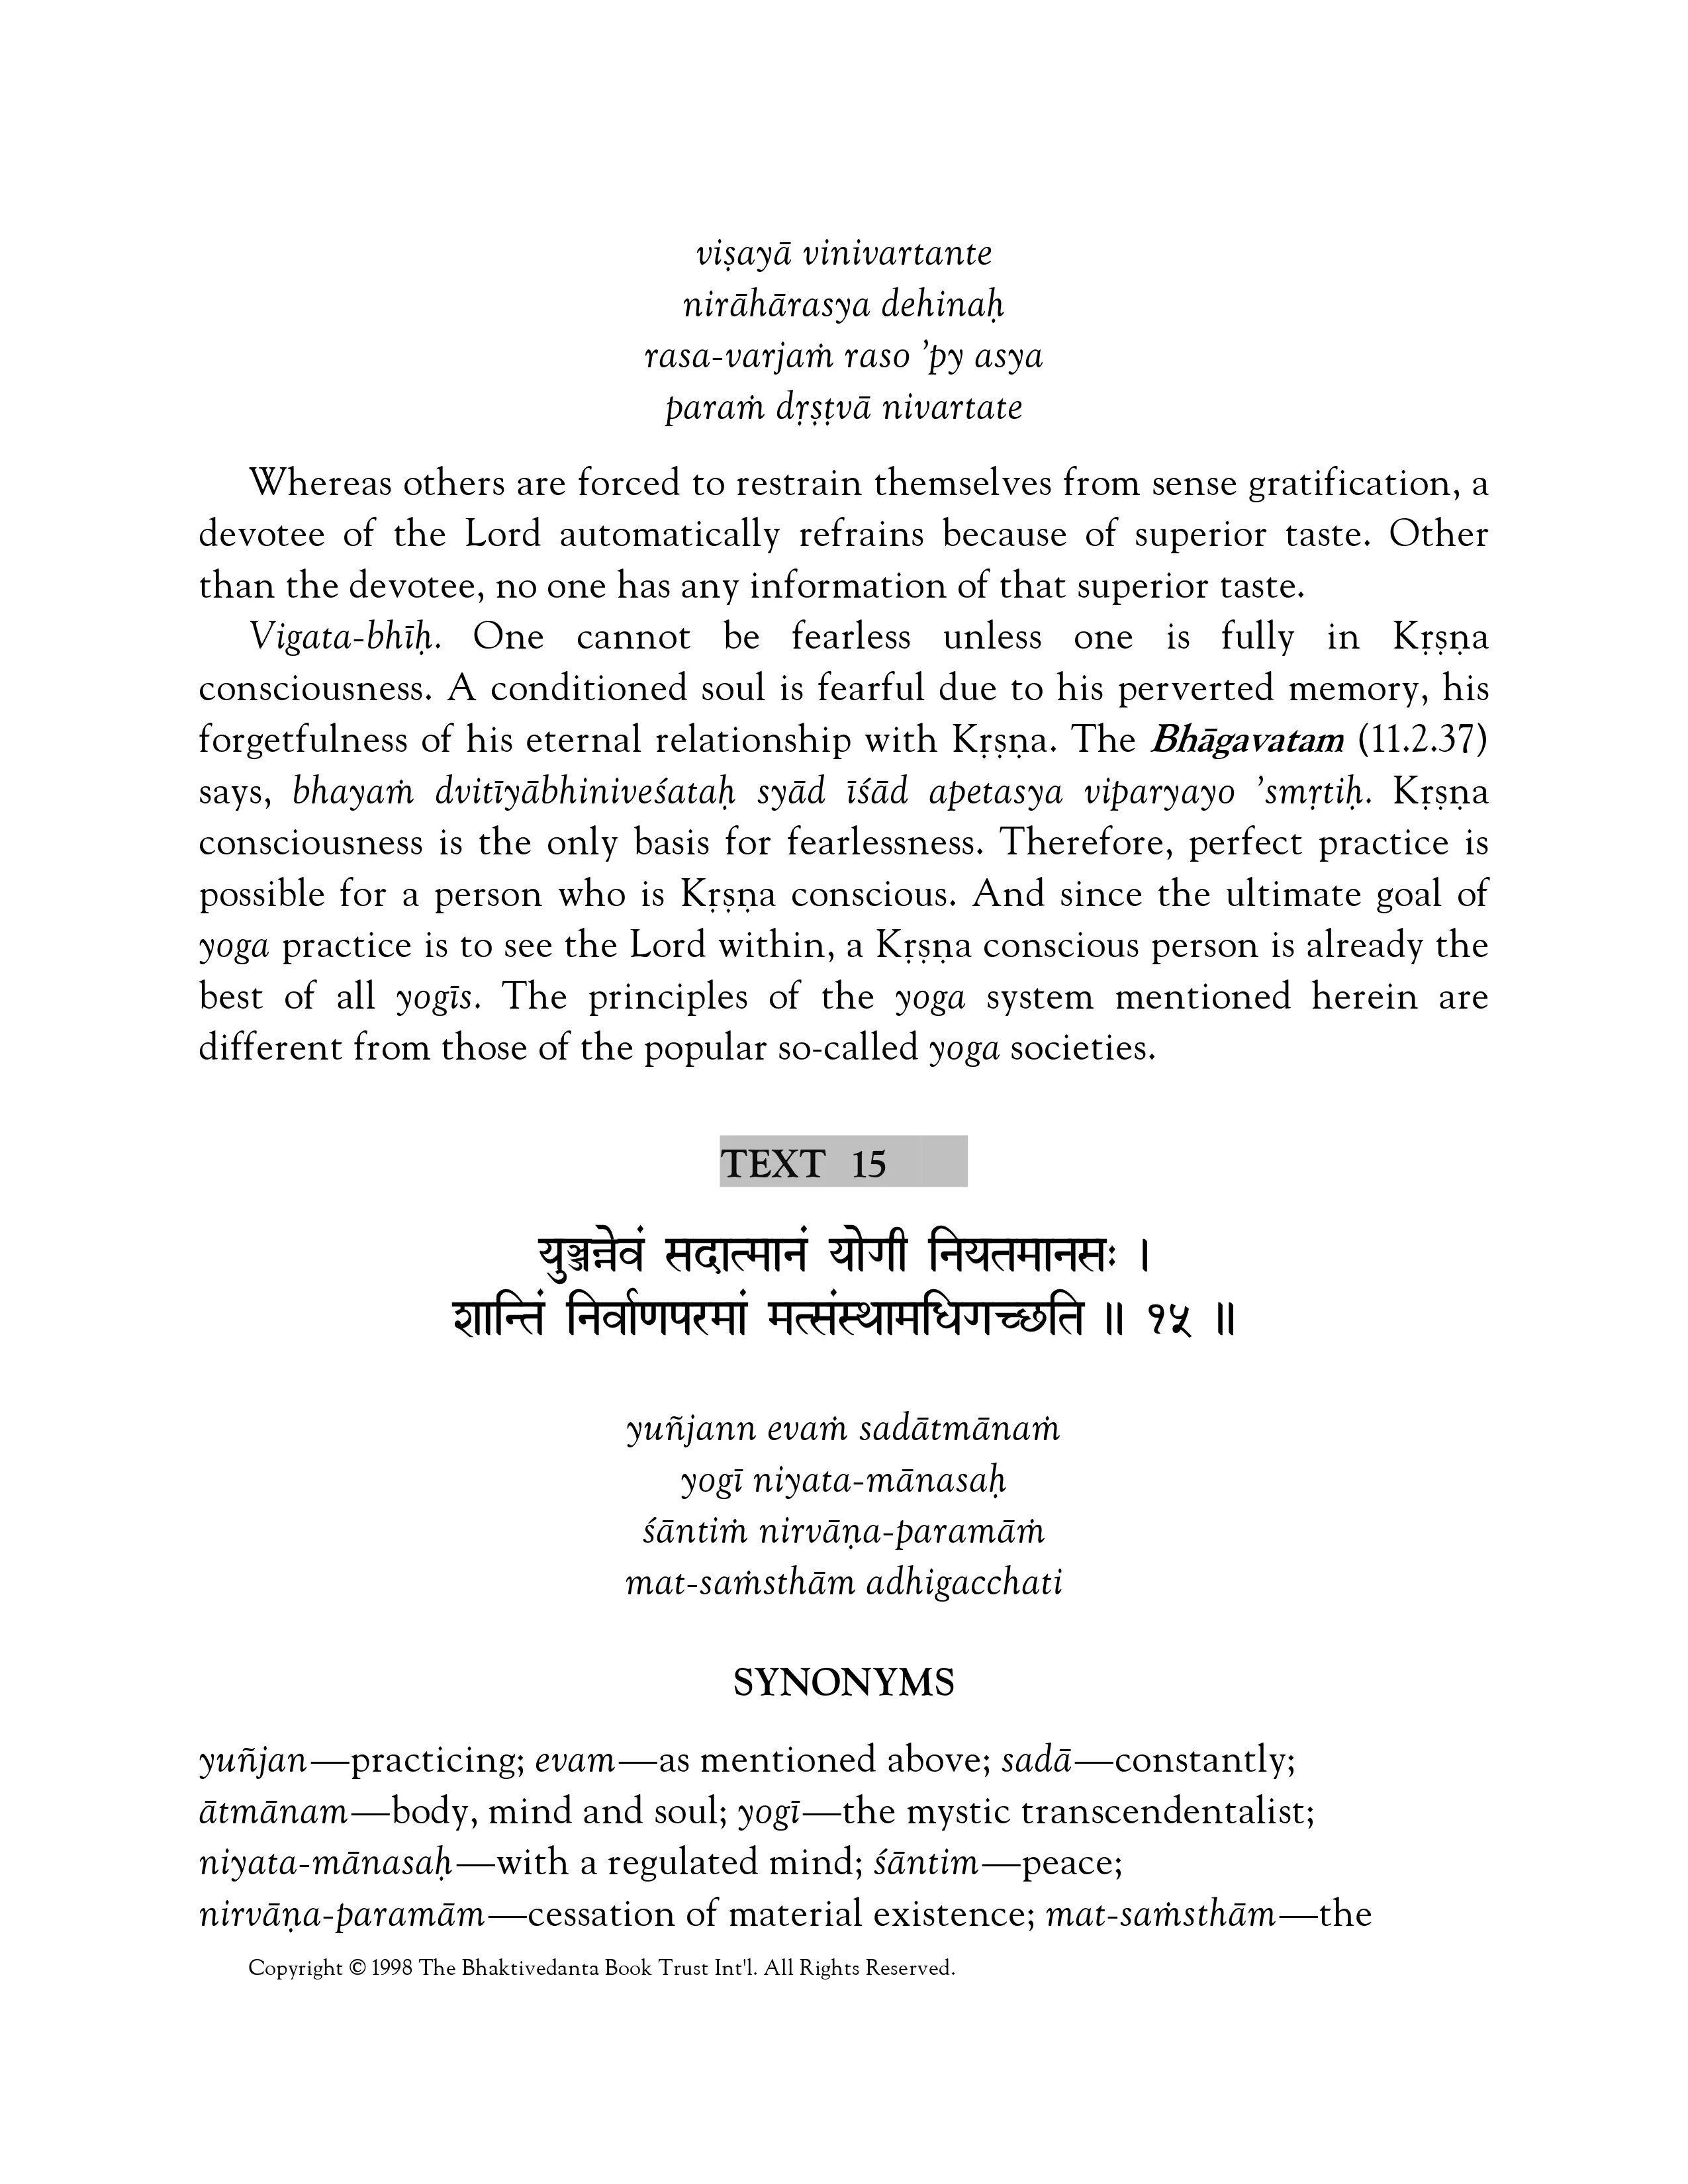 viṣayā vinivartante
nirāhārasya dehinaḥ
rasa-varjaṁ raso ’py asya
paraṁ dṛṣṭvā nivartate
Whereas others are forced to restrain themselves from sense gratification, a
devotee of the Lord automatically refrains because of superior taste. Other
than the devotee, no one has any information of that superior taste.
Vigata-bhīḥ. One cannot be fearless unless one is fully in Kṛṣṇa
consciousness. A conditioned soul is fearful due to his perverted memory, his
forgetfulness of his eternal relationship with Kṛṣṇa. The Bhāgavatam (11.2.37)
says, bhayaṁ dvitīyābhiniveśataḥ syād īśād apetasya viparyayo ’smṛtiḥ. Kṛṣṇa
consciousness is the only basis for fearlessness. Therefore, perfect practice is
possible for a person who is Kṛṣṇa conscious. And since the ultimate goal of
yoga practice is to see the Lord within, a Kṛṣṇa conscious person is already the
best of all yogīs. The principles of the yoga system mentioned herein are
different from those of the popular so-called yoga societies.
TEXT 15
युञ्जन्नेवं सदात्मानं योगी नियतमानसः ।
शान्तिं निर्वाणपरमां मत्संस्थामधिगच्छति ॥ १५ ॥
yuñjann evaṁ sadātmānaṁ
yogī niyata-mānasaḥ
śāntiṁ nirvāṇa-paramāṁ
mat-saṁsthām adhigacchati
SYNONYMS
yuñjan—practicing; evam—as mentioned above; sadā—constantly;
ātmānam—body, mind and soul; yogī—the mystic transcendentalist;
niyata-mānasaḥ—with a regulated mind; śāntim—peace;
nirvāṇa-paramām—cessation of material existence; mat-saṁsthām—the
Copyright © 1998 The Bhaktivedanta Book Trust Int'l. All Rights Reserved.